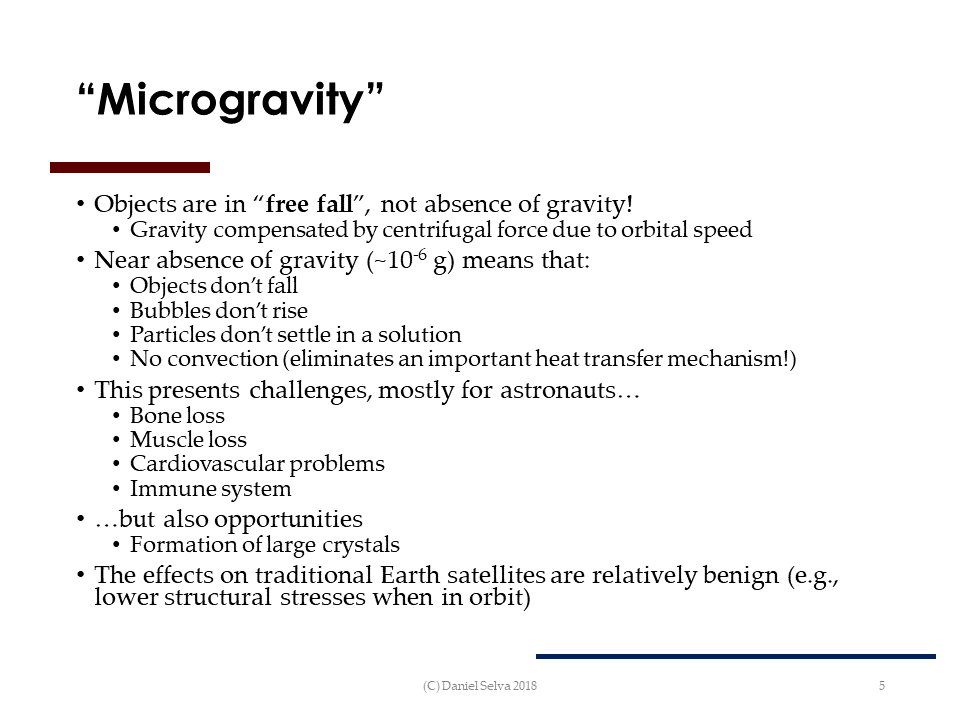 “Microgravity”
• Objects are in “free fall”, not absence of gravity!
• Gravity compensated by centrifugal force due to orbital speed
• Near absence of gravity (~10⁻⁶ g) means that:
• Objects don’t fall
• Bubbles don’t rise
• Particles don’t settle in a solution
• No convection (eliminates an important heat transfer mechanism!)
• This presents challenges, mostly for astronauts…
• Bone loss
• Muscle loss
• Cardiovascular problems
• Immune system
• …but also opportunities
• Formation of large crystals
• The effects on traditional Earth satellites are relatively benign (e.g.,
lower structural stresses when in orbit)
(C) Daniel Selva 2018
5